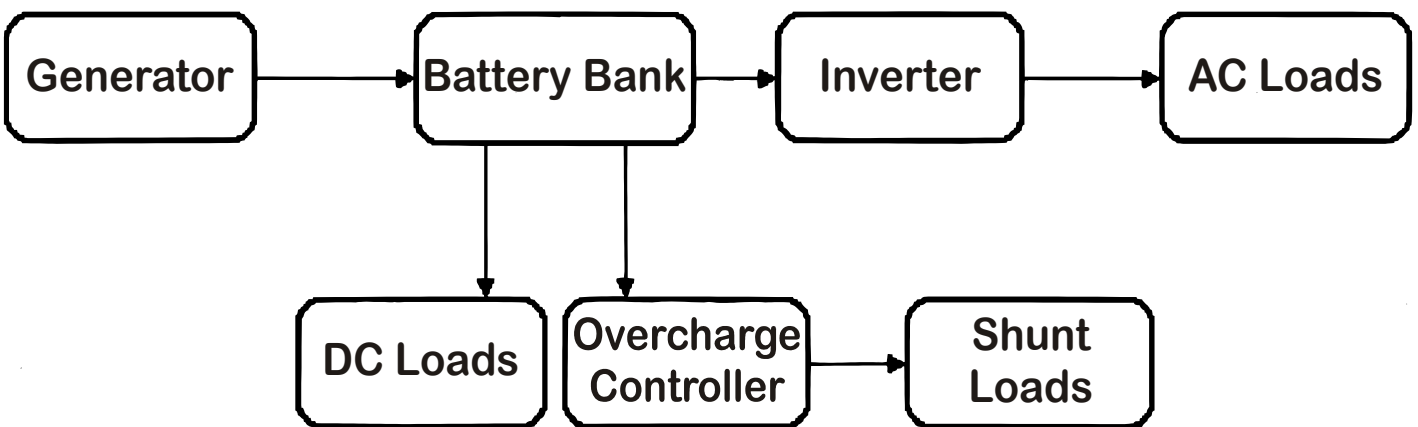 Generator
Battery Bank
Inverter
AC Loads
DC Loads
Overcharge
Controller
Shunt
Loads